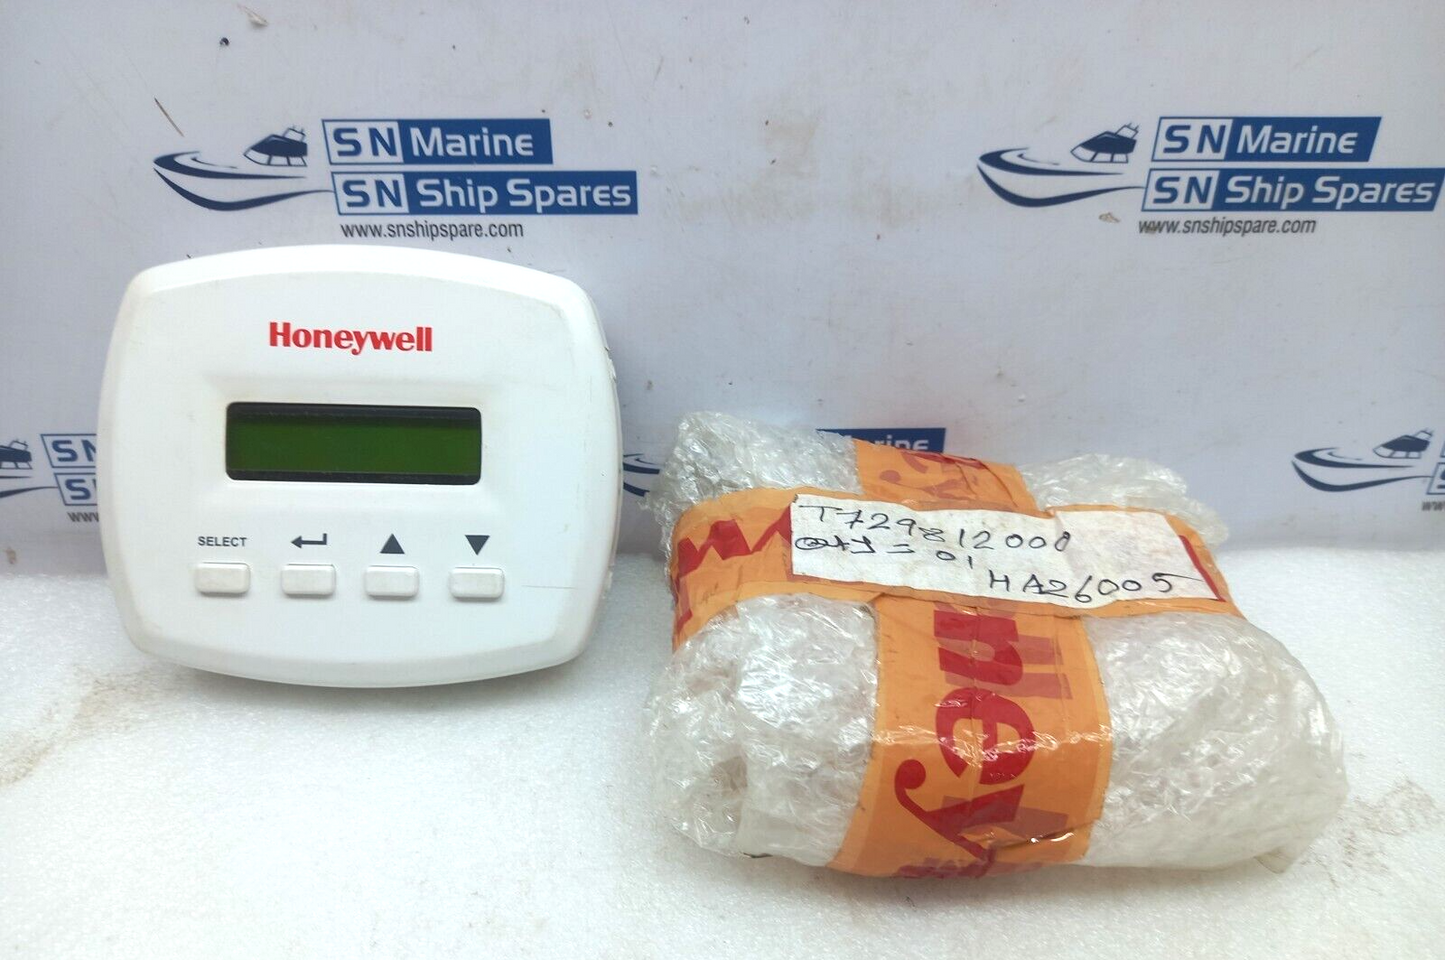 SN Marine
SN Ship Spares
www.snshipspare.com
SN Marine
SN Ship Spares
www.snshipspare.com
Honeywell
SELECT
T729812000
QTY = 01
HA26005